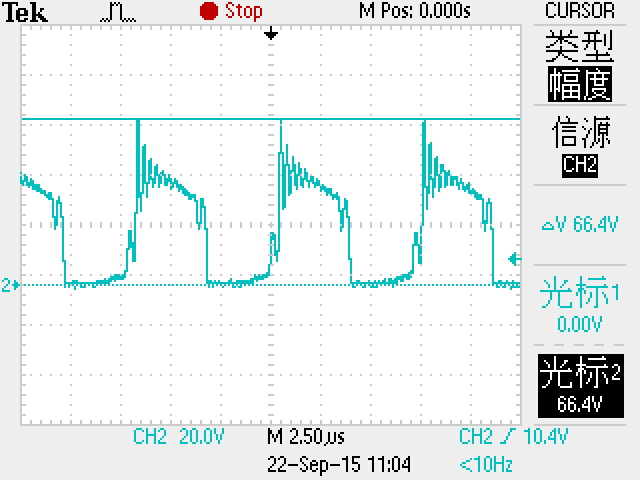 Tek Stop M Pos: 0.000s CURSOR
类型
幅度
信源
CH2
△V 66.4V
2
光标1
0.00V
光标2
66.4V
CH2 20.0V M 2.50µs CH2 10.4V
22-Sep-15 11:04 <10Hz